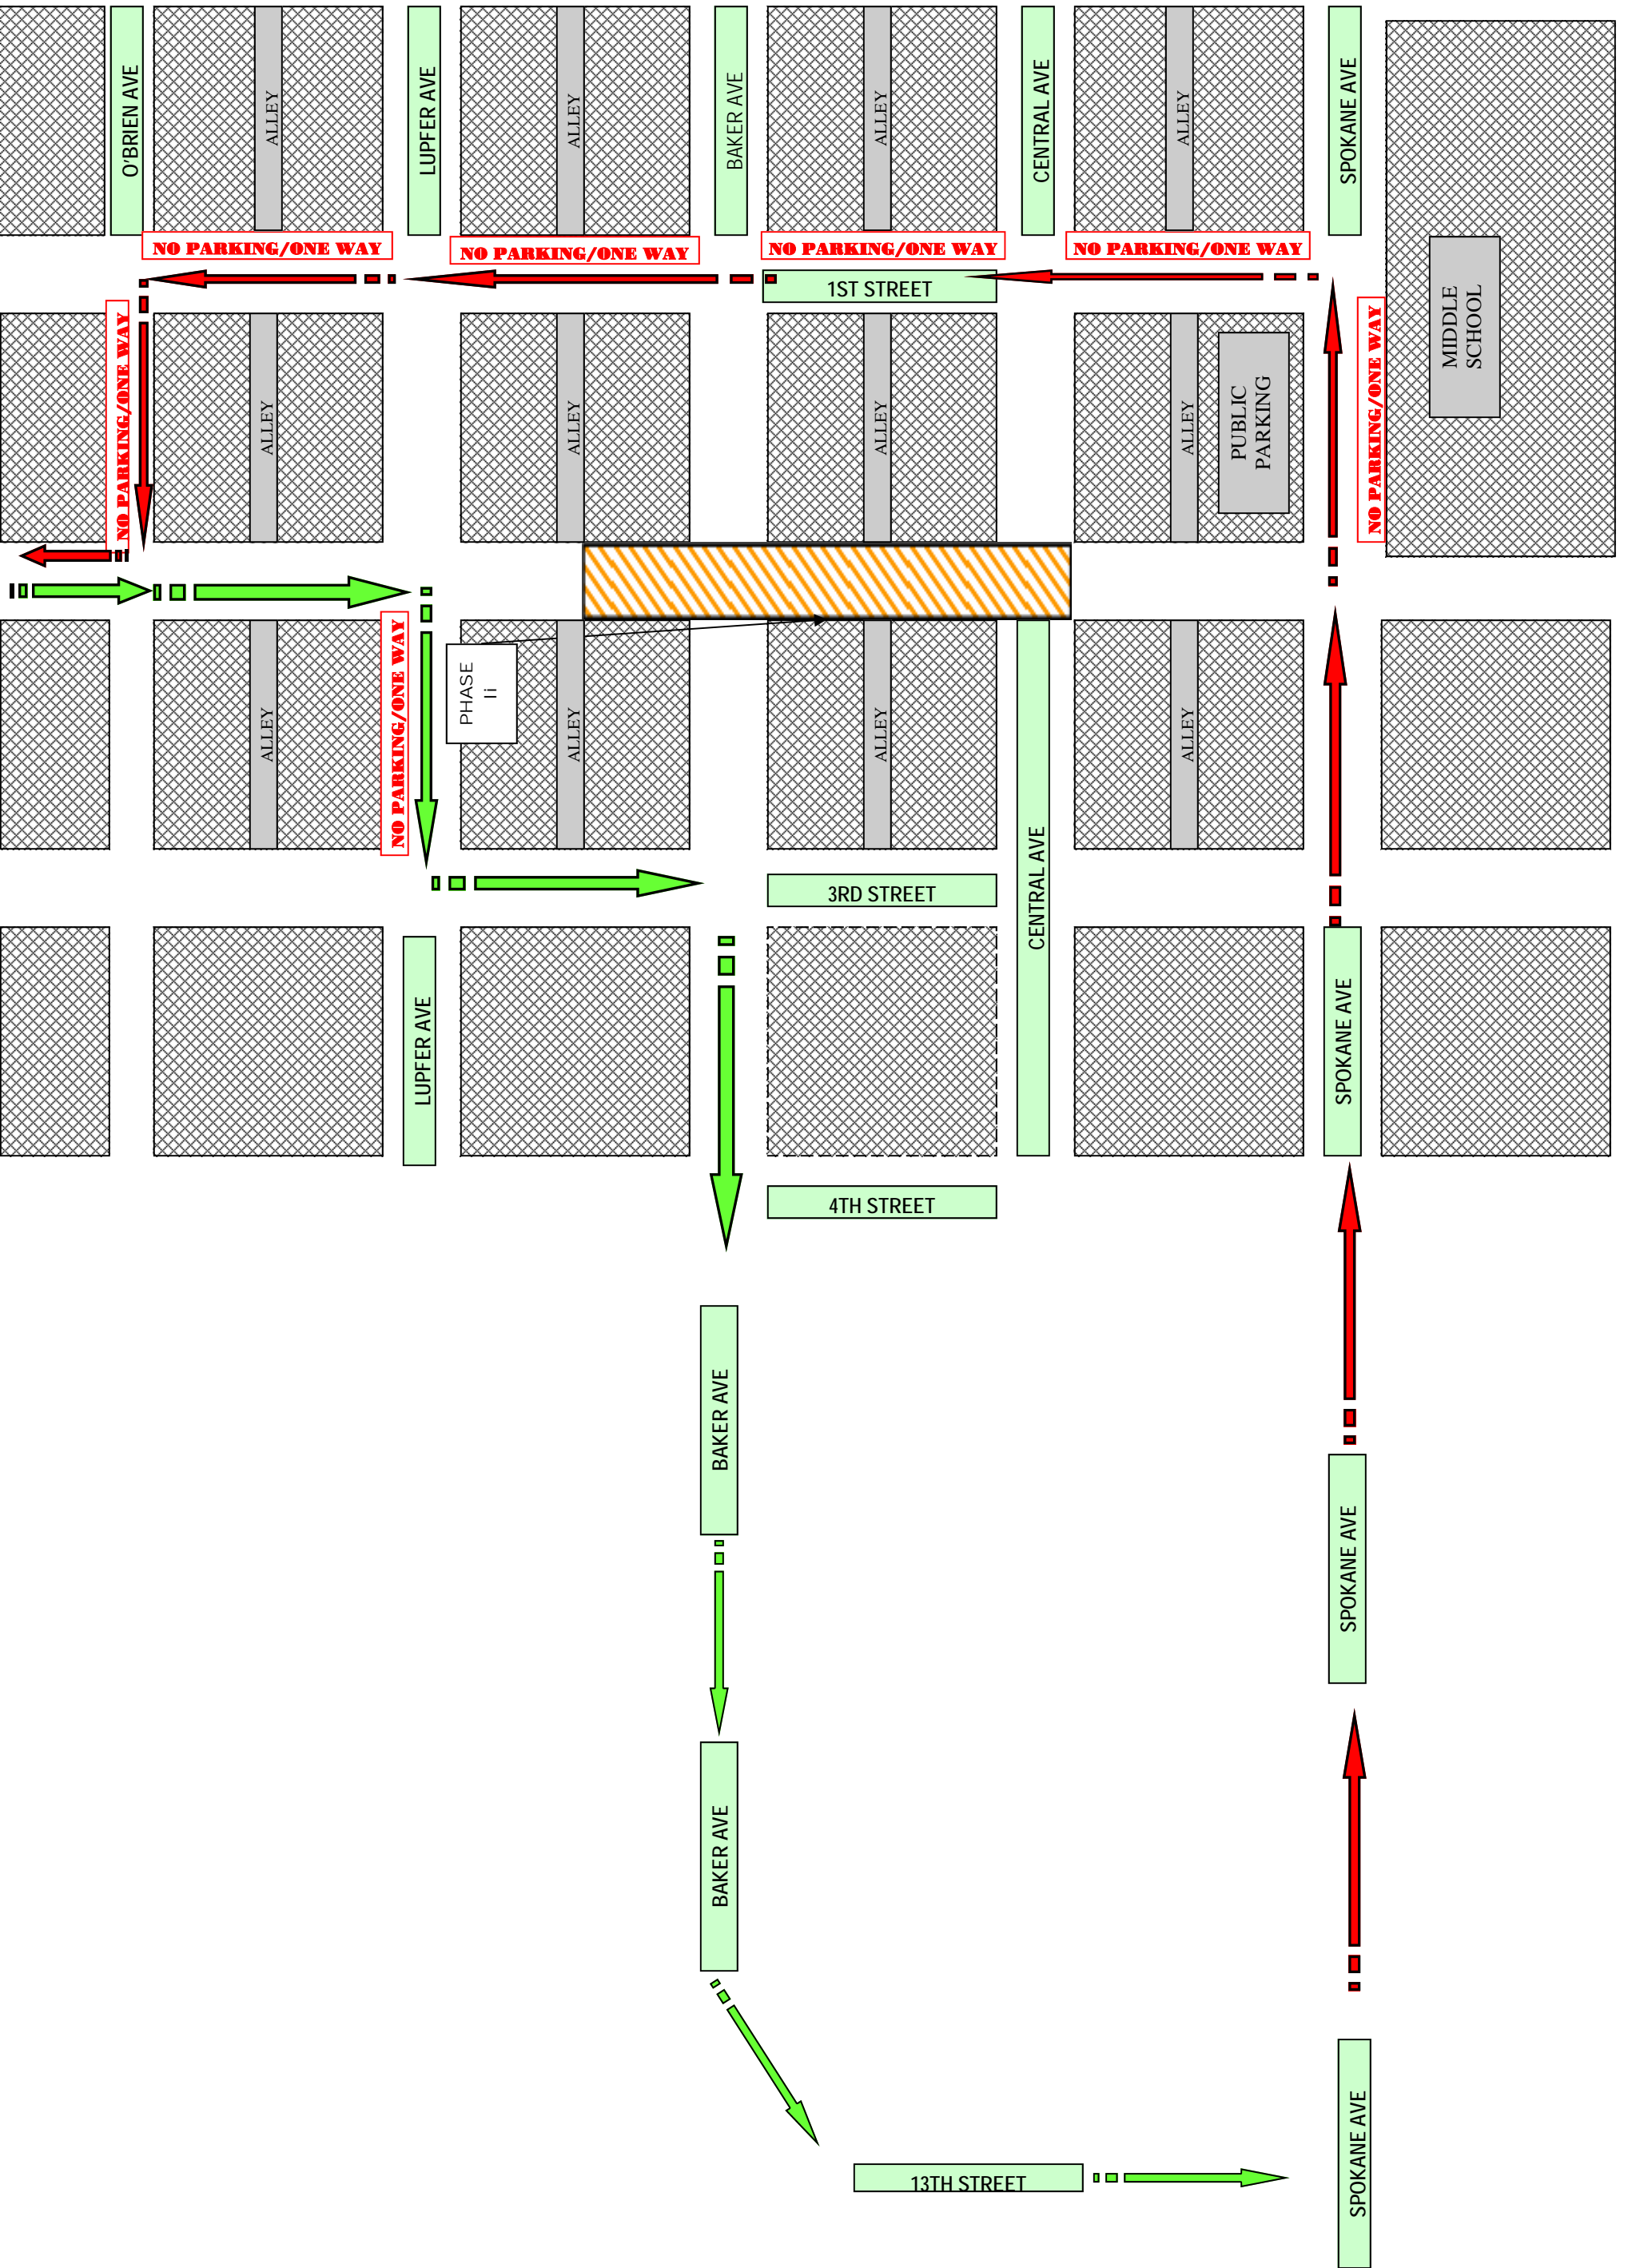 O'BRIEN AVE
ALLEY
LUPFER AVE
ALLEY
BAKER AVE
ALLEY
CENTRAL AVE
ALLEY
SPOKANE AVE
NO PARKING/ONE WAY
NO PARKING/ONE WAY
NO PARKING/ONE WAY
NO PARKING/ONE WAY
1ST STREET
MIDDLE
SCHOOL
NO PARKING/ONE WAY
ALLEY
ALLEY
ALLEY
ALLEY
PUBLIC
PARKING
NO PARKING/ONE WAY
NO PARKING/ONE WAY
PHASE
Ii
ALLEY
ALLEY
ALLEY
ALLEY
CENTRAL AVE
3RD STREET
LUPFER AVE
SPOKANE AVE
4TH STREET
BAKER AVE
SPOKANE AVE
BAKER AVE
13TH STREET
SPOKANE AVE